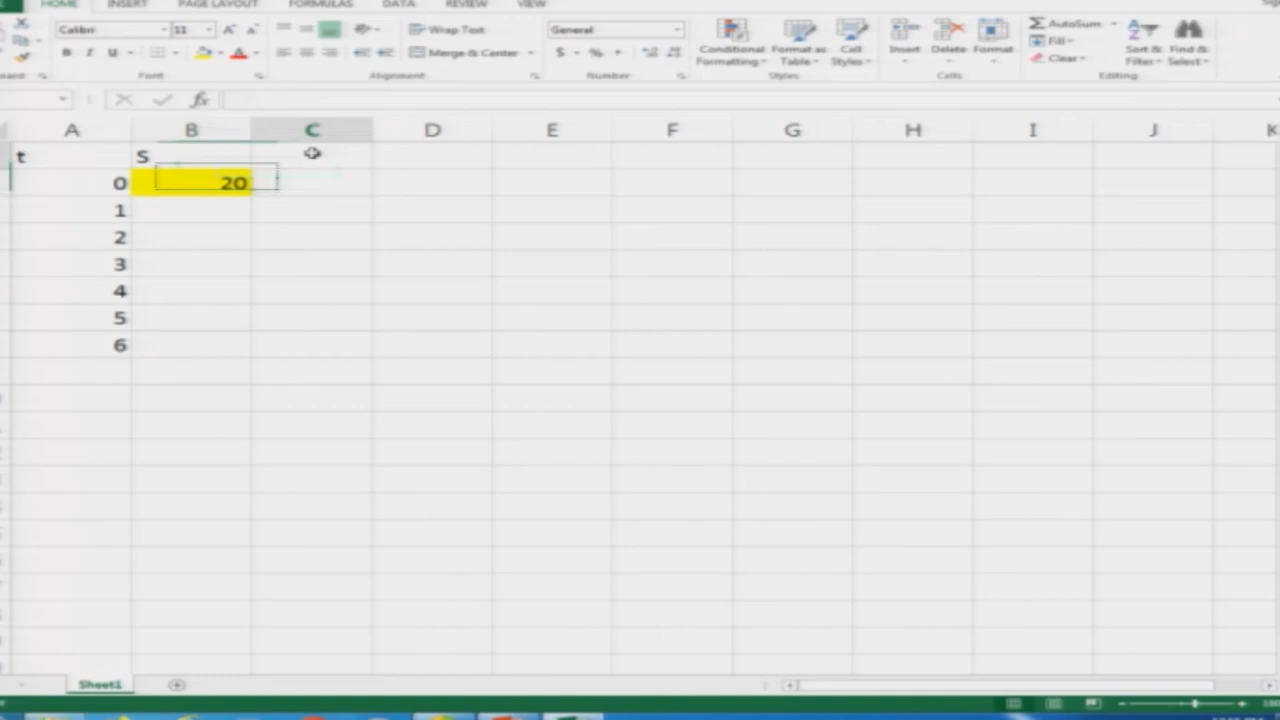 HOME INSERT PAGE LAYOUT FORMULAS DATA REVIEW VIEW
Calibri 11 A A Wrap Text General AutoSum
Conditional Format as Cell Insert Delete Format Fill Sort & Find &
B I U A Merge & Center $ % Formatting Table Styles Clear Filter Select
Font Alignment Number Styles Cells Editing
fx
A B C D E F G H I J K
t S
0 20
1
2
3
4
5
6
Sheet1